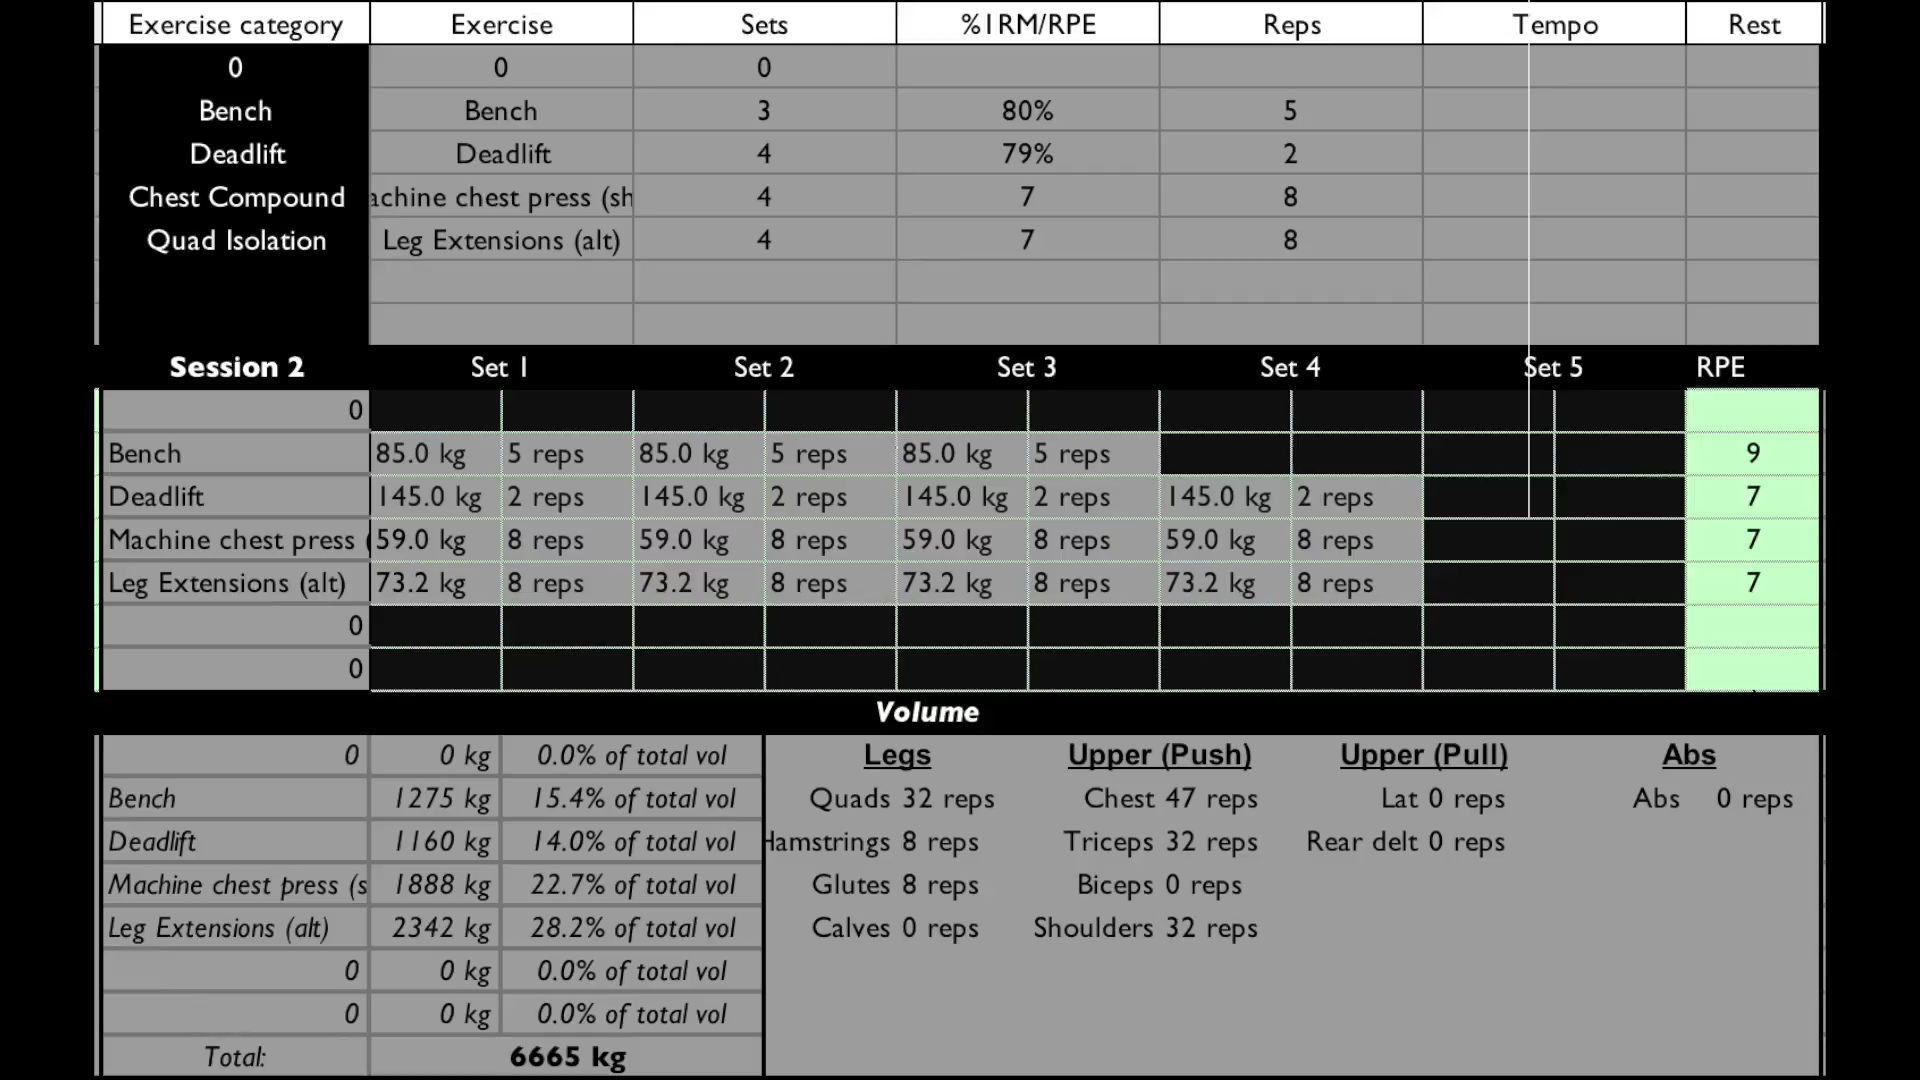 Exercise category Exercise Sets %1RM/RPE Reps Tempo Rest
0 0 0
Bench Bench 3 80% 5
Deadlift Deadlift 4 79% 2
Chest Compound achine chest press (sh 4 7 8
Quad Isolation Leg Extensions (alt) 4 7 8
Session 2 Set 1 Set 2 Set 3 Set 4 Set 5 RPE
0
Bench 85.0 kg 5 reps 85.0 kg 5 reps 85.0 kg 5 reps 9
Deadlift 145.0 kg 2 reps 145.0 kg 2 reps 145.0 kg 2 reps 145.0 kg 2 reps 7
Machine chest press ( 59.0 kg 8 reps 59.0 kg 8 reps 59.0 kg 8 reps 59.0 kg 8 reps 7
Leg Extensions (alt) 73.2 kg 8 reps 73.2 kg 8 reps 73.2 kg 8 reps 73.2 kg 8 reps 7
0
0
Volume
0 0 kg 0.0% of total vol Legs Upper (Push) Upper (Pull) Abs
Bench 1275 kg 15.4% of total vol Quads 32 reps Chest 47 reps Lat 0 reps Abs 0 reps
Deadlift 1160 kg 14.0% of total vol Hamstrings 8 reps Triceps 32 reps Rear delt 0 reps
Machine chest press (s 1888 kg 22.7% of total vol Glutes 8 reps Biceps 0 reps
Leg Extensions (alt) 2342 kg 28.2% of total vol Calves 0 reps Shoulders 32 reps
0 0 kg 0.0% of total vol
0 0 kg 0.0% of total vol
Total: 6665 kg